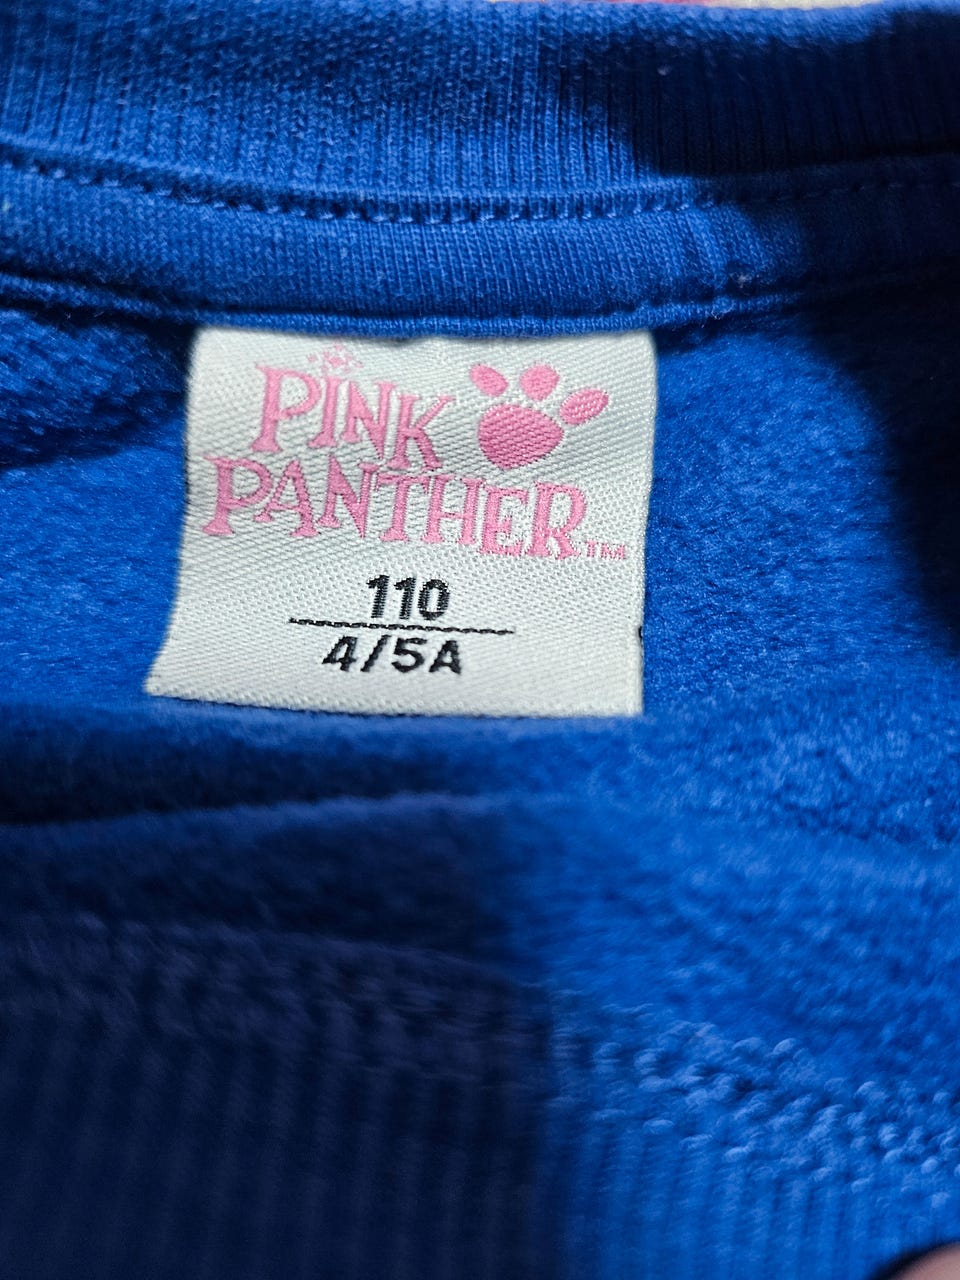 PINK
PANTHER™
110
4/5A